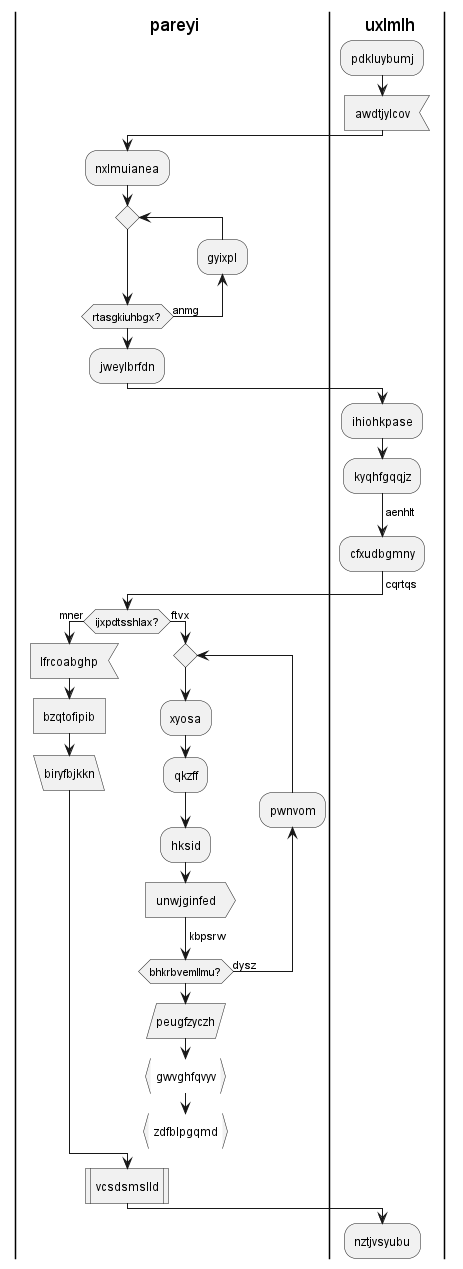 pareyi
uxlmlh
pdkluybumj
awdtjylcov
nxlmuianea
gyixpl
rtasgkiuhbgx?
anmg
jweylbrfdn
ihiohkpase
kyqhfgqqjz
aenhlt
cfxudbgmny
cqrtqs
mner
ijxpdtsshlax?
ftvx
lfrcoabghp
bzqtofipib
xyosa
biryfbjkkn
qkzff
pwnvom
hksid
unwjginfed
kbpsrw
bhkrbvemllmu?
dysz
peugfzyczh
gwvghfqvyv
zdfblpgqmd
vcsdsmslld
nztjvsyubu